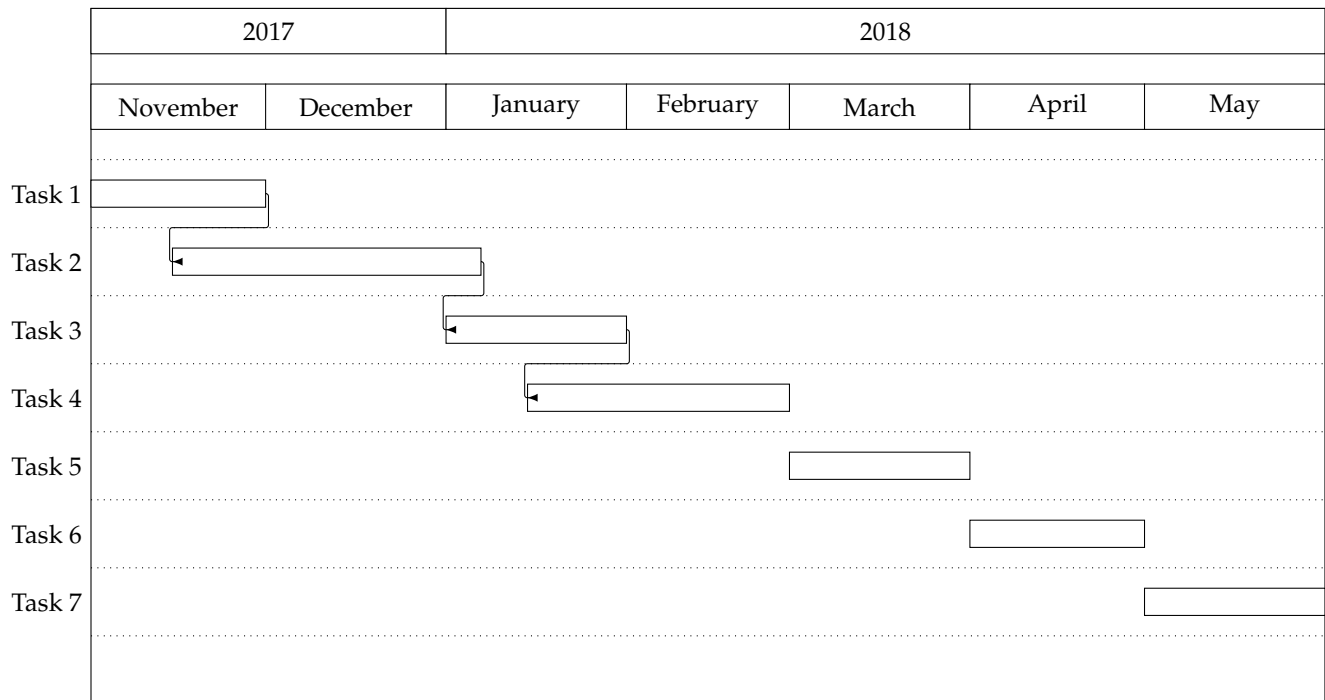 2017 2018
November December January February March April May
Task 1
Task 2
Task 3
Task 4
Task 5
Task 6
Task 7